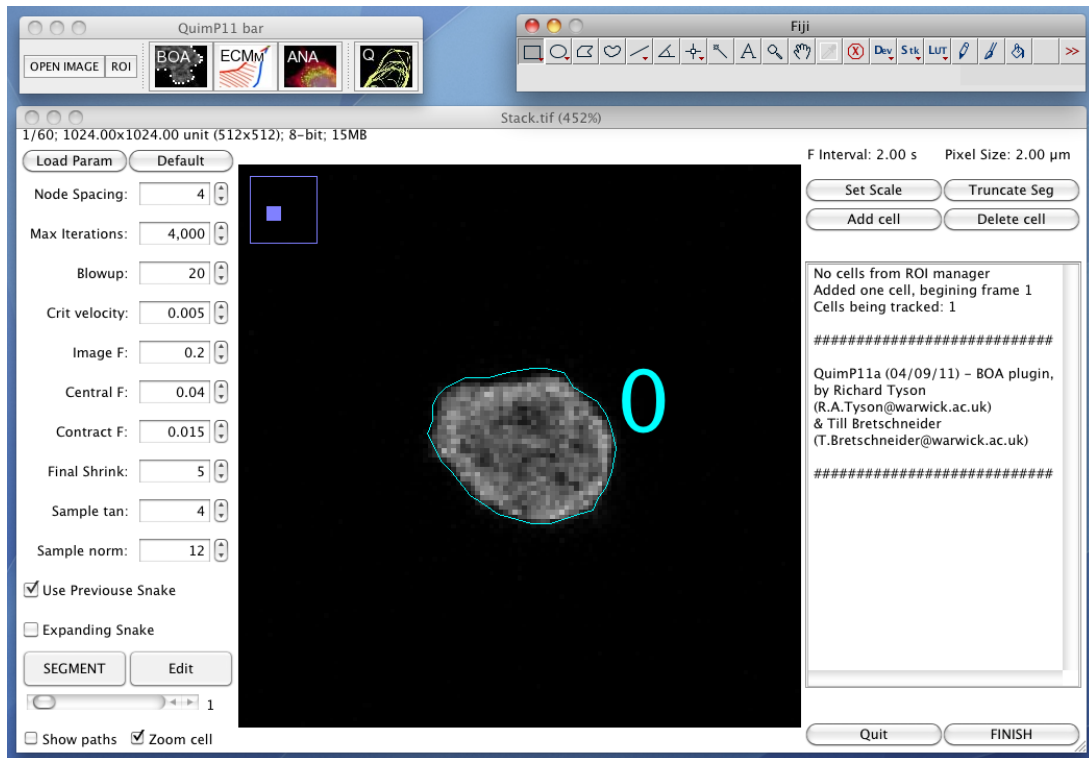 QuimP11 bar
OPEN IMAGE
ROI
BOA
ECMM
ANA
Q
Fiji
A
Dev
Stk
LUT
>>
Stack.tif (452%)
1/60; 1024.00x1024.00 unit (512x512); 8-bit; 15MB
Load Param
Default
Node Spacing: 4
Max Iterations: 4,000
Blowup: 20
Crit velocity: 0.005
Image F: 0.2
Central F: 0.04
Contract F: 0.015
Final Shrink: 5
Sample tan: 4
Sample norm: 12
Use Previouse Snake
Expanding Snake
SEGMENT
Edit
1
Show paths
Zoom cell
0
F Interval: 2.00 s Pixel Size: 2.00 µm
Set Scale
Truncate Seg
Add cell
Delete cell
No cells from ROI manager
Added one cell, begining frame 1
Cells being tracked: 1
############################
QuimP11a (04/09/11) - BOA plugin,
by Richard Tyson
(R.A.Tyson@warwick.ac.uk)
& Till Bretschneider
(T.Bretschneider@warwick.ac.uk)
############################
Quit
FINISH